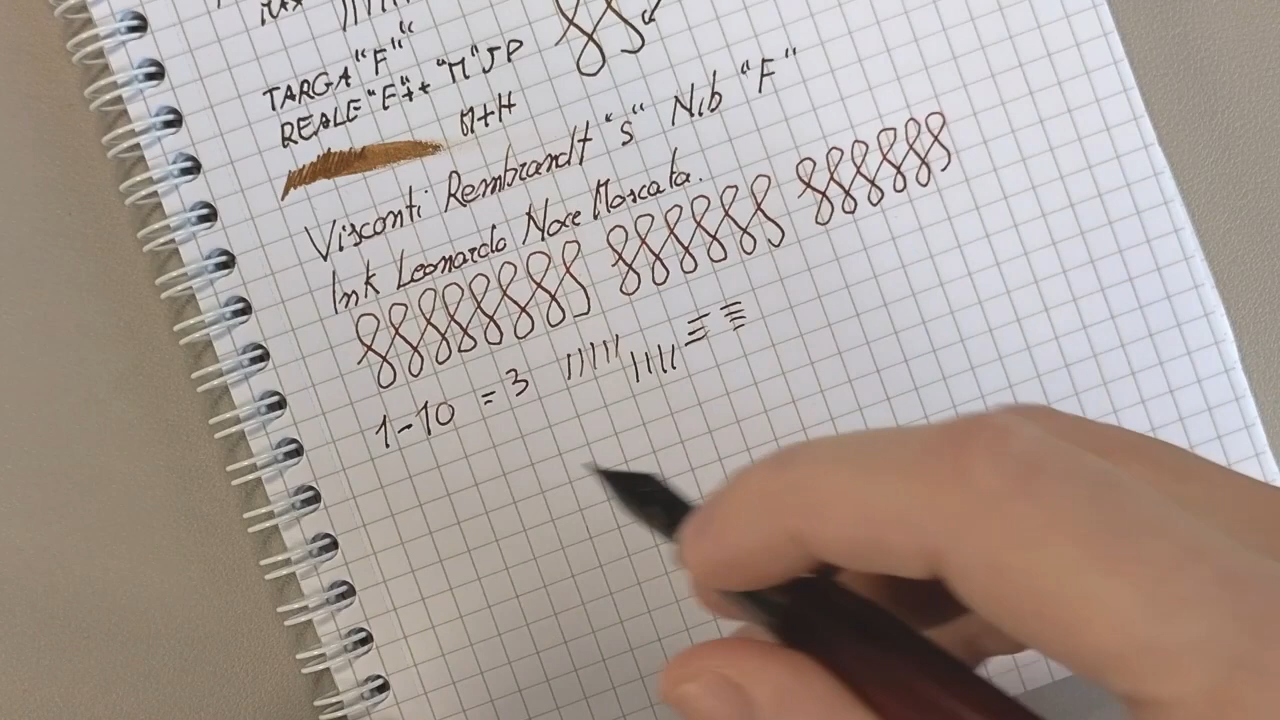 TARGA "F"
REALE "E++ "M" JP
M+H
Visconti Rembrandt "S" Nib "F"
Ink Leonardo Noce Moscata.
1-10 = 3